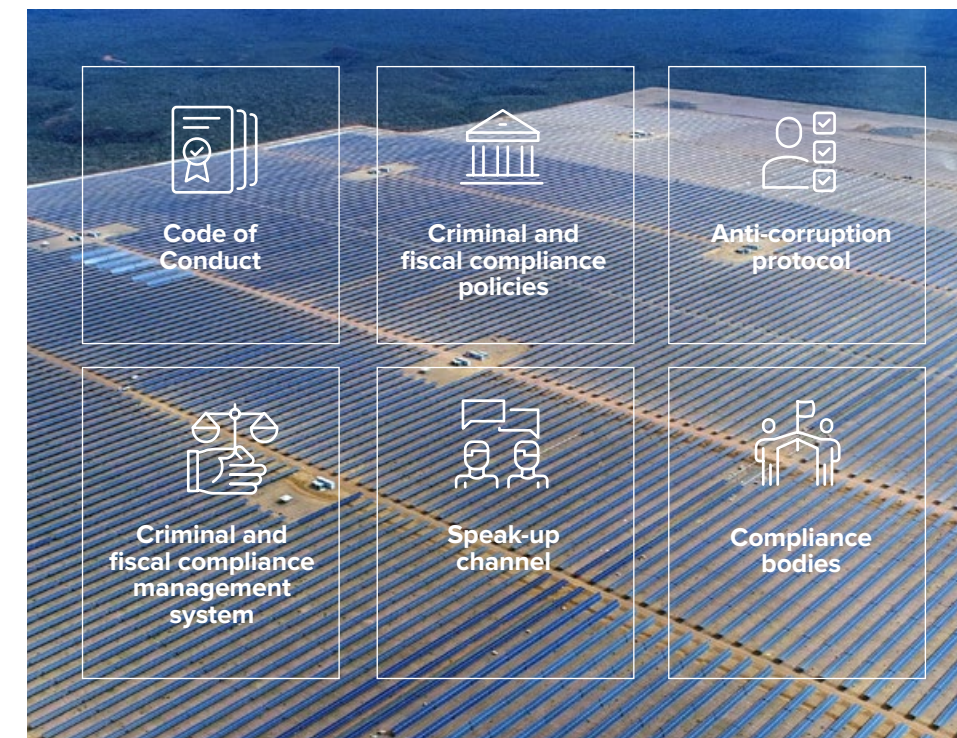 Code of
Conduct
Criminal and
fiscal compliance
policies
Anti-corruption
protocol
Criminal and
fiscal compliance
management
system
Speak-up
channel
Compliance
bodies